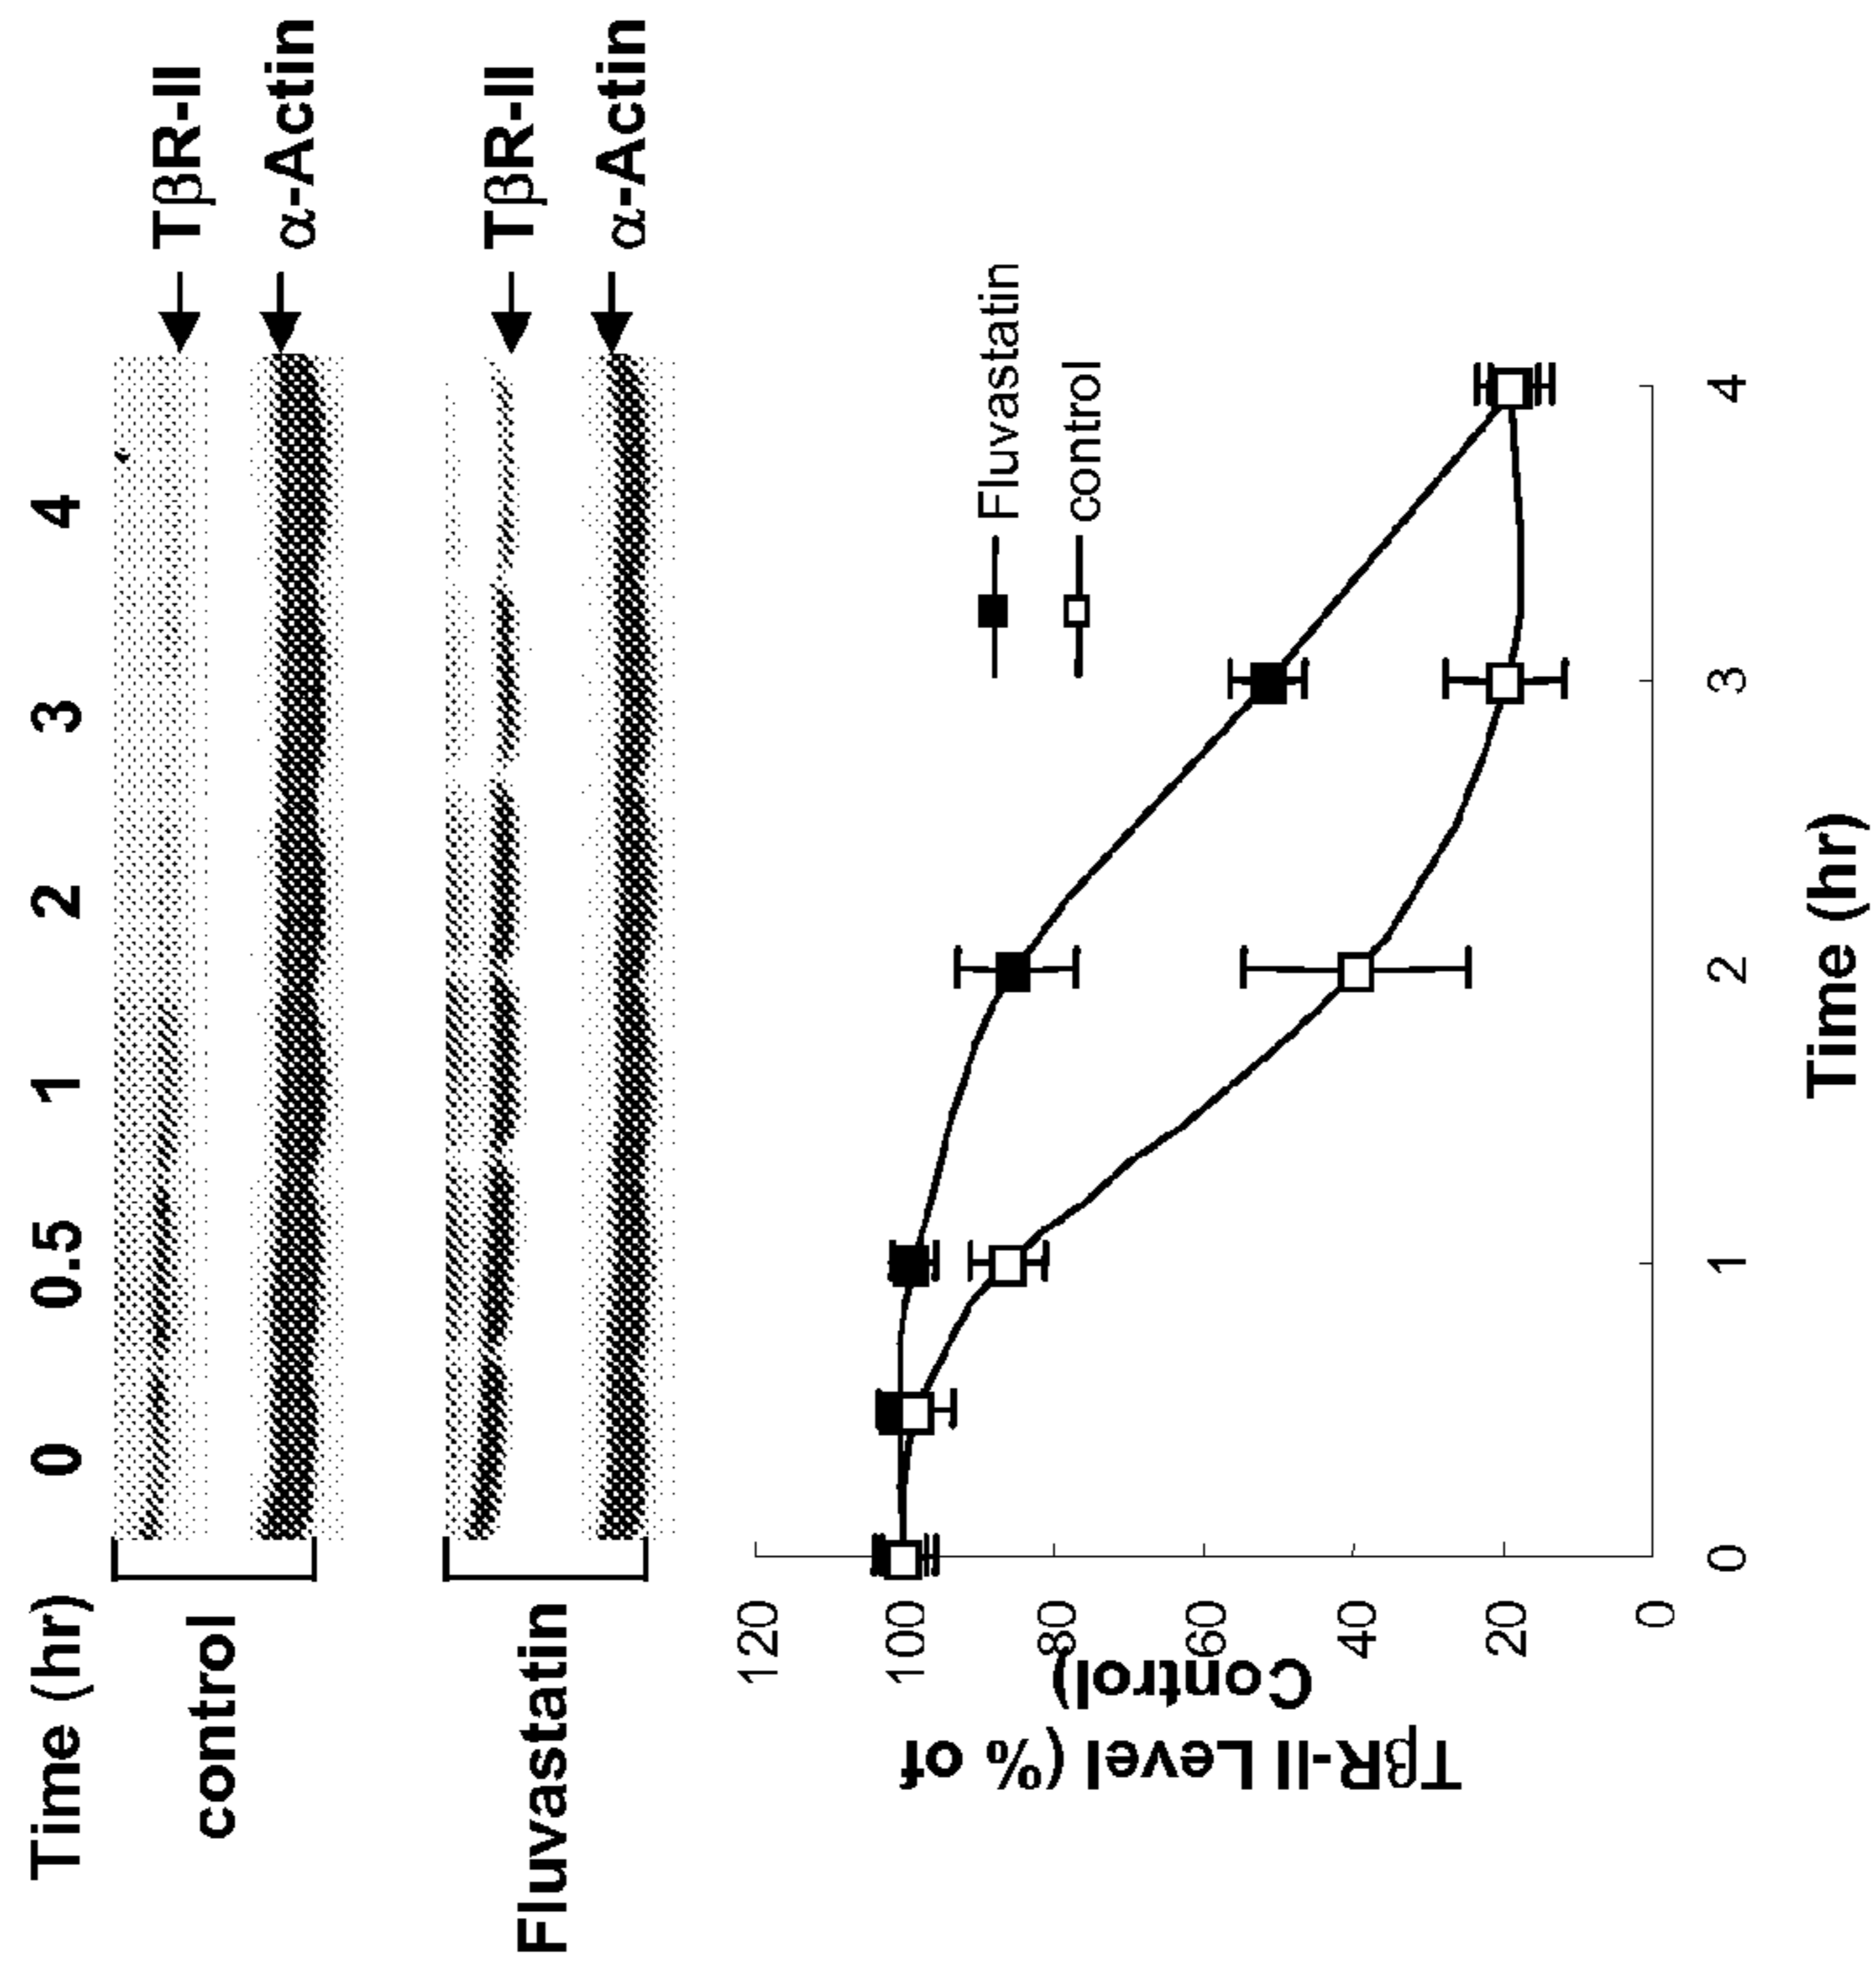 Time (hr) 0 0.5 1 2 3 4
control
TβR-II
α-Actin
Fluvastatin
TβR-II
α-Actin
Fluvastatin
control
TβR-II Level (% of
Control)
120
100
80
60
40
20
0
0 1 2 3 4
Time (hr)